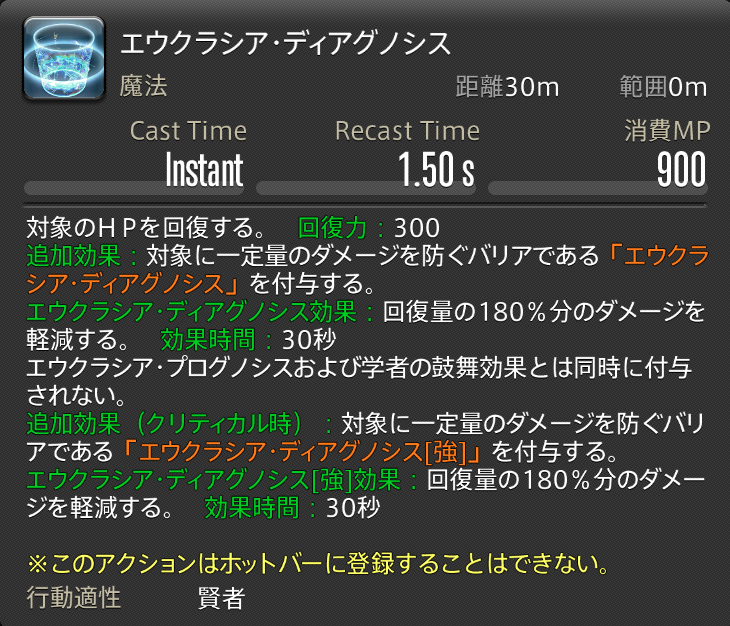 エウクラシア・ディアグノシス
魔法 距離30m 範囲0m
Cast Time Recast Time 消費MP
Instant 1.50 s 900
対象のＨＰを回復する。 回復力：300
追加効果：対象に一定量のダメージを防ぐバリアである「エウクラ
シア・ディアグノシス」を付与する。
エウクラシア・ディアグノシス効果：回復量の180％分のダメージを
軽減する。 効果時間：30秒
エウクラシア・プログノシスおよび学者の鼓舞効果とは同時に付与
されない。
追加効果（クリティカル時）：対象に一定量のダメージを防ぐバリ
アである「エウクラシア・ディアグノシス[強]」を付与する。
エウクラシア・ディアグノシス[強]効果：回復量の180％分のダメー
ジを軽減する。 効果時間：30秒
※このアクションはホットバーに登録することはできない。
行動適性 賢者